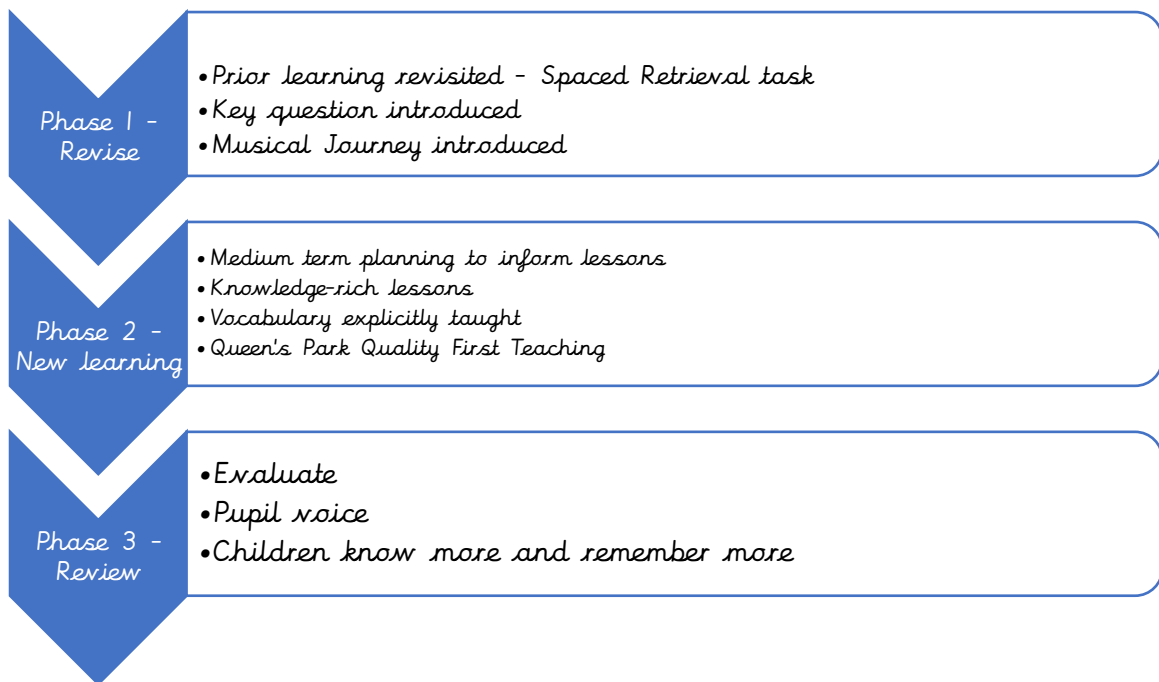 Phase 1 -
Revise
•Prior learning revisited - Spaced Retrieval task
•Key question introduced
•Musical Journey introduced
Phase 2 -
New learning
•Medium term planning to inform lessons
•Knowledge-rich lessons
•Vocabulary explicitly taught
•Queen's Park Quality First Teaching
Phase 3 -
Review
•Evaluate
•Pupil voice
•Children know more and remember more